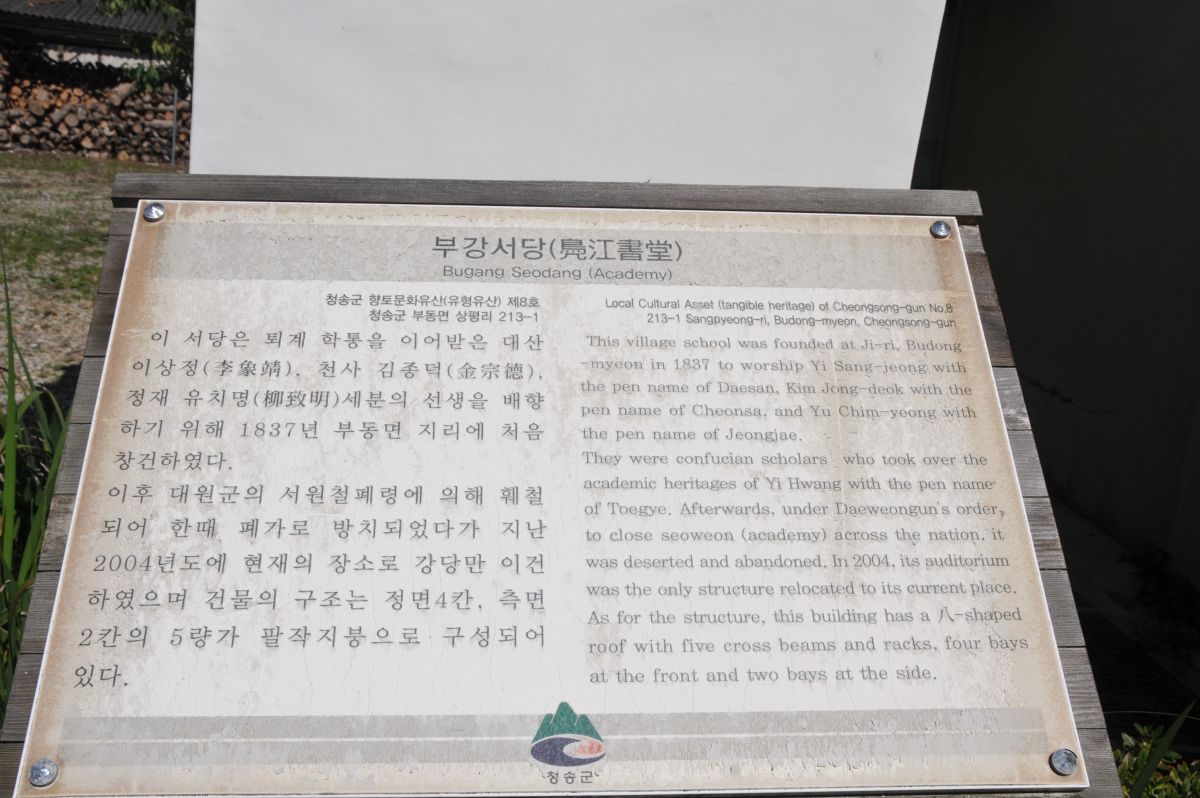 부강서당(鳧江書堂)
Bugang Seodang (Academy)
청송군 향토문화유산(유형유산) 제8호
청송군 부동면 상평리 213-1
이 서당은 퇴계 학통을 이어받은 대산
이상정(李象靖), 천사 김종덕(金宗德),
정재 유치명(柳致明)세분의 선생을 배향
하기 위해 1837년 부동면 지리에 처음
창건하였다.
이후 대원군의 서원철폐령에 의해 훼철
되어 한때 폐가로 방치되었다가 지난
2004년도에 현재의 장소로 강당만 이건
하였으며 건물의 구조는 정면4칸, 측면
2칸의 5량가 팔작지붕으로 구성되어
있다.
Local Cultural Asset (tangible heritage) of Cheongsong-gun No.8
213-1 Sangpyeong-ri, Budong-myeon, Cheongsong-gun
This village school was founded at Ji-ri, Budong
-myeon in 1837 to worship Yi Sang-jeong with
the pen name of Daesan, Kim Jong-deok with the
pen name of Cheonsa, and Yu Chim-yeong with
the pen name of Jeongjae.
They were confucian scholars who took over the
academic heritages of Yi Hwang with the pen name
of Toegye. Afterwards, under Daeweongun's order,
to close seoweon (academy) across the nation, it
was deserted and abandoned. In 2004, its auditorium
was the only structure relocated to its current place.
As for the structure, this building has a 八-shaped
roof with five cross beams and racks, four bays
at the front and two bays at the side.
청송군